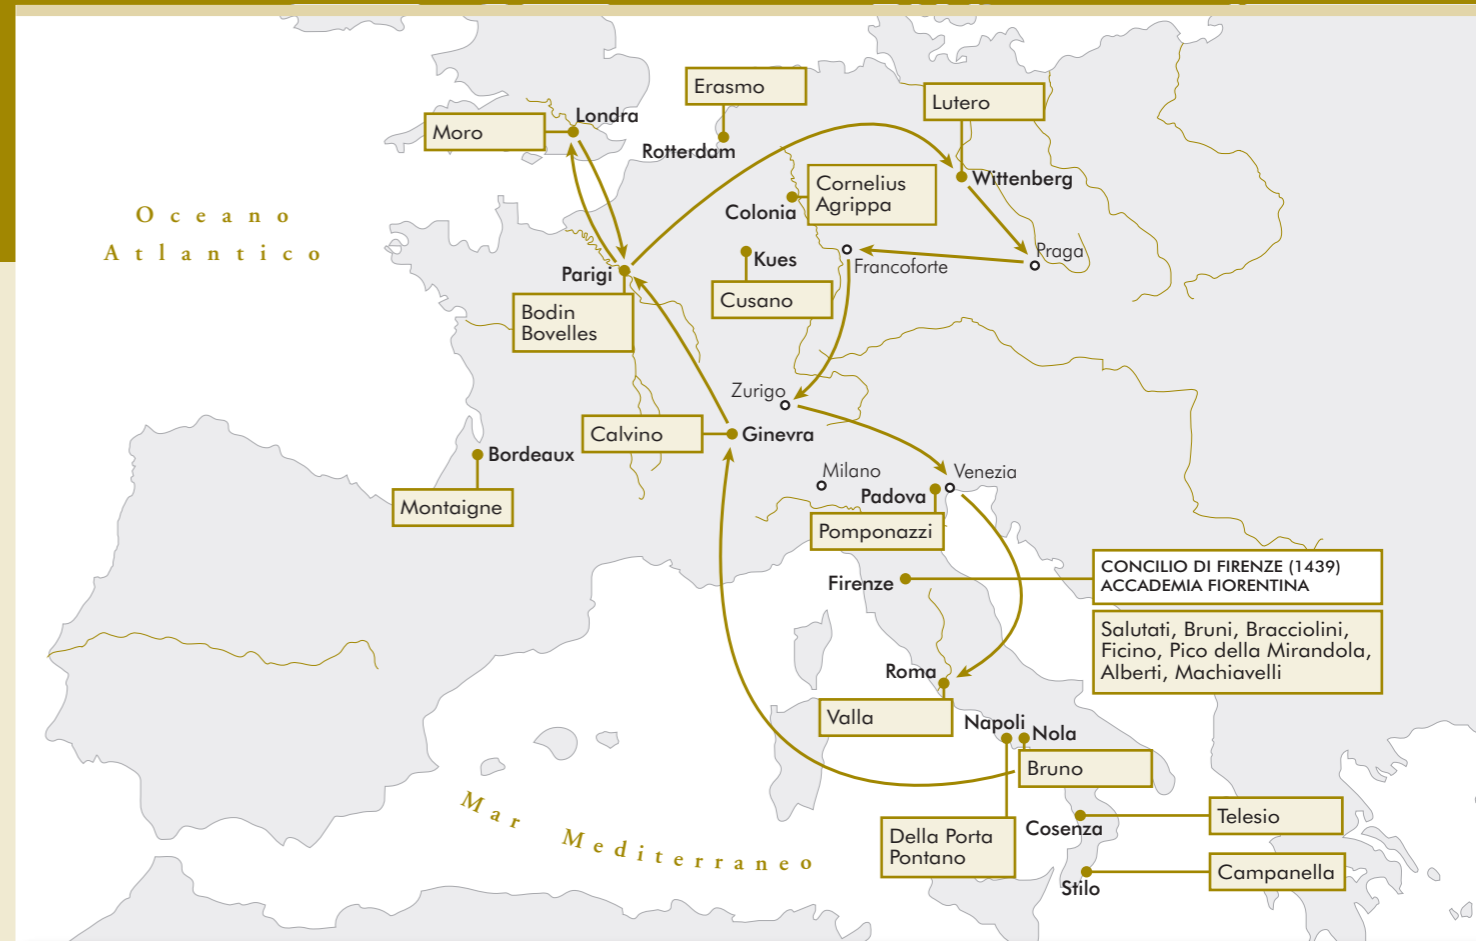 Erasmo
Lutero
Londra
Moro
Rotterdam
Wittenberg
Cornelius
Agrippa
Colonia
Oceano
Atlantico
Praga
Kues
Francoforte
Parigi
Cusano
Bodin
Bovelles
Zurigo
Calvino
Ginevra
Bordeaux
Milano
Venezia
Padova
Montaigne
Pomponazzi
Firenze
CONCILIO DI FIRENZE (1439)
ACCADEMIA FIORENTINA
Salutati, Bruni, Bracciolini,
Ficino, Pico della Mirandola,
Alberti, Machiavelli
Roma
Valla
Napoli
Nola
Bruno
Mar Mediterraneo
Telesio
Cosenza
Della Porta
Pontano
Campanella
Stilo